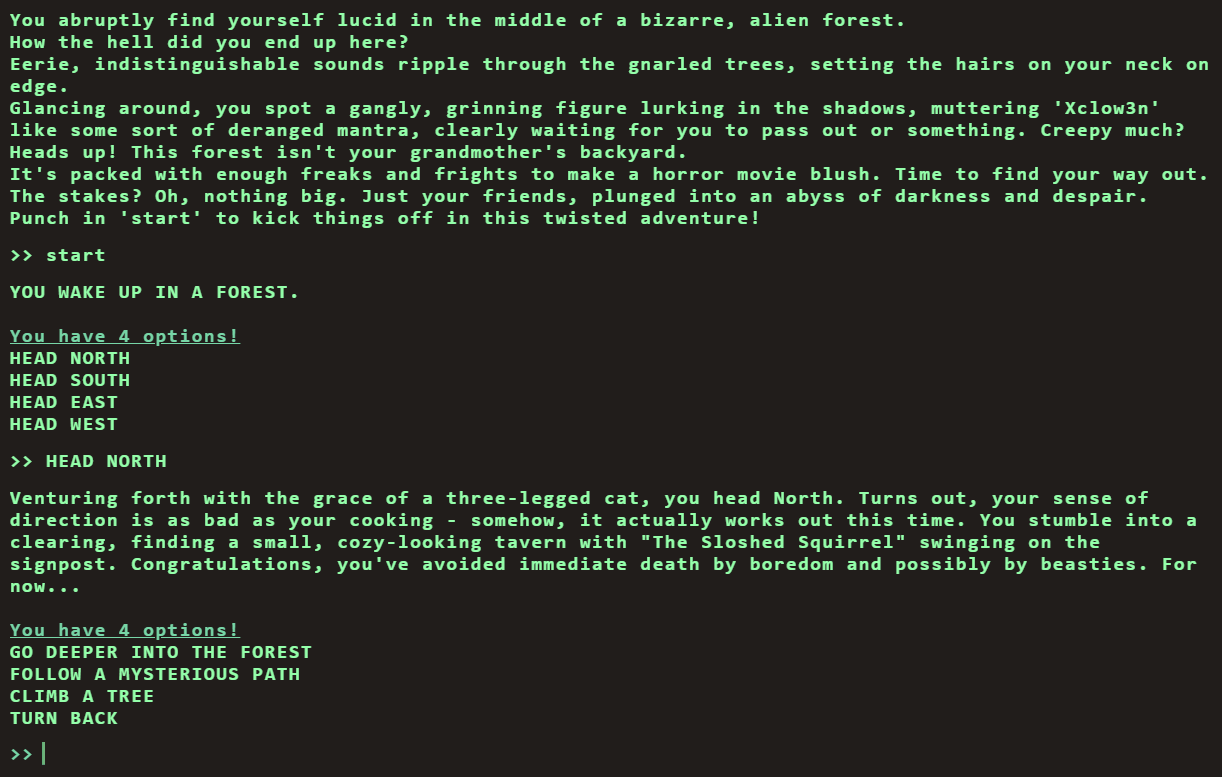 You abruptly find yourself lucid in the middle of a bizarre, alien forest.
How the hell did you end up here?
Eerie, indistinguishable sounds ripple through the gnarled trees, setting the hairs on your neck on
edge.
Glancing around, you spot a gangly, grinning figure lurking in the shadows, muttering 'Xclow3n'
like some sort of deranged mantra, clearly waiting for you to pass out or something. Creepy much?
Heads up! This forest isn't your grandmother's backyard.
It's packed with enough freaks and frights to make a horror movie blush. Time to find your way out.
The stakes? Oh, nothing big. Just your friends, plunged into an abyss of darkness and despair.
Punch in 'start' to kick things off in this twisted adventure!
>> start
YOU WAKE UP IN A FOREST.
You have 4 options!
HEAD NORTH
HEAD SOUTH
HEAD EAST
HEAD WEST
>> HEAD NORTH
Venturing forth with the grace of a three-legged cat, you head North. Turns out, your sense of
direction is as bad as your cooking - somehow, it actually works out this time. You stumble into a
clearing, finding a small, cozy-looking tavern with "The Sloshed Squirrel" swinging on the
signpost. Congratulations, you've avoided immediate death by boredom and possibly by beasties. For
now...
You have 4 options!
GO DEEPER INTO THE FOREST
FOLLOW A MYSTERIOUS PATH
CLIMB A TREE
TURN BACK
>>